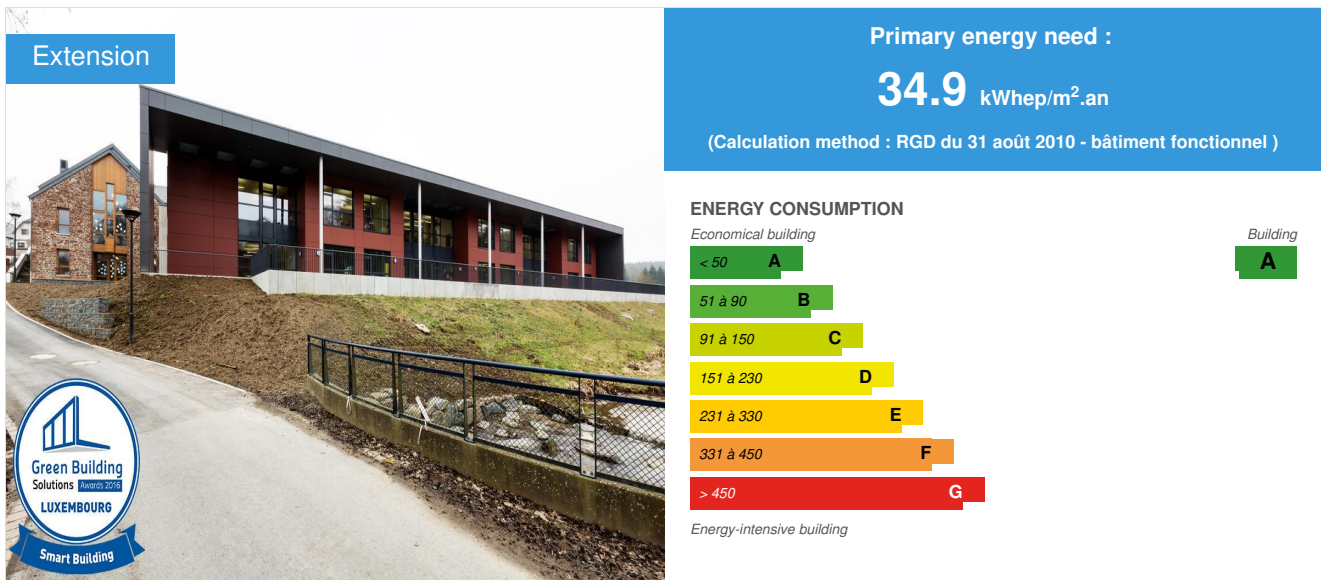 Extension
Green Building
Solutions Awards 2016
LUXEMBOURG
Smart Building
Primary energy need :
34.9 kWhep/m².an
(Calculation method : RGD du 31 août 2010 - bâtiment fonctionnel )
ENERGY CONSUMPTION
Economical building
Building
< 50 A
A
51 à 90 B
91 à 150 C
151 à 230 D
231 à 330 E
331 à 450 F
> 450 G
Energy-intensive building